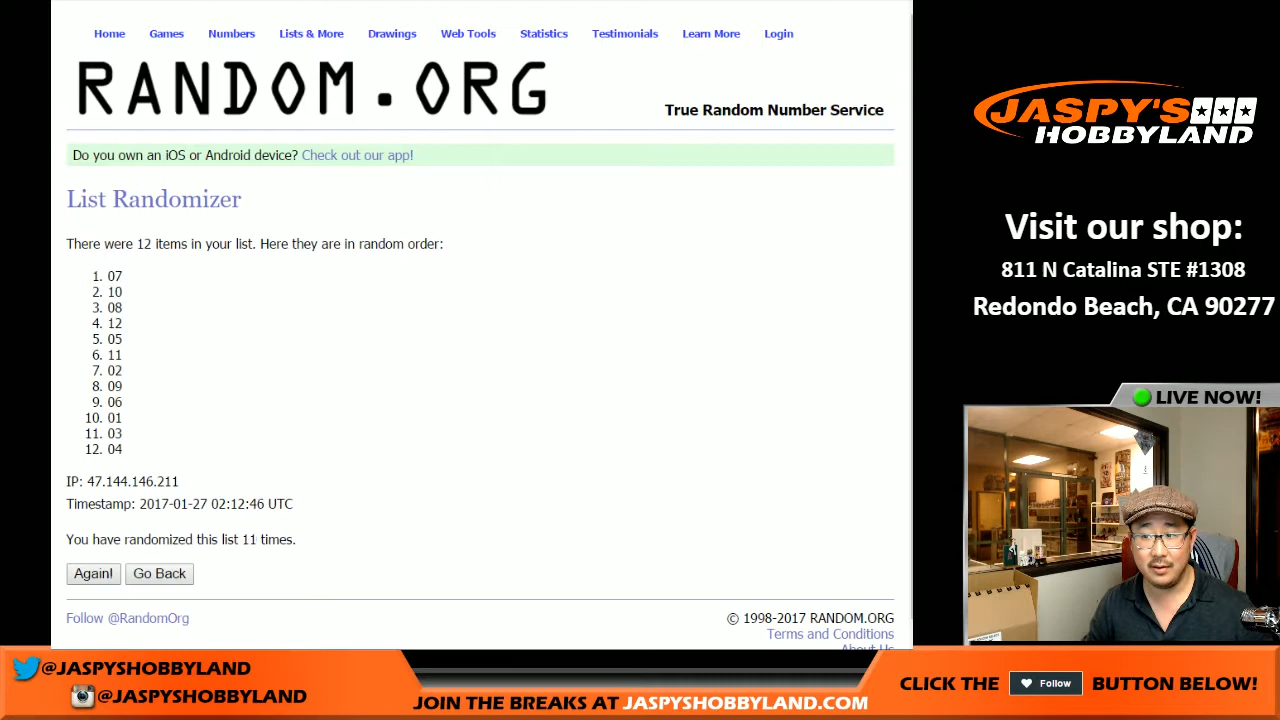 Home Games Numbers Lists & More Drawings Web Tools Statistics Testimonials Learn More Login
RANDOM.ORG
True Random Number Service
Do you own an iOS or Android device? Check out our app!
List Randomizer
There were 12 items in your list. Here they are in random order:
1. 07
2. 10
3. 08
4. 12
5. 05
6. 11
7. 02
8. 09
9. 06
10. 01
11. 03
12. 04
IP: 47.144.146.211
Timestamp: 2017-01-27 02:12:46 UTC
You have randomized this list 11 times.
Again! Go Back
Follow @RandomOrg
© 1998-2017 RANDOM.ORG
Terms and Conditions
About Us
JASPY'S
HOBBYLAND
Visit our shop:
811 N Catalina STE #1308
Redondo Beach, CA 90277
LIVE NOW!
@JASPYSHOBBYLAND
@JASPYSHOBBYLAND
JOIN THE BREAKS AT JASPYSHOBBYLAND.COM
CLICK THE Follow BUTTON BELOW!